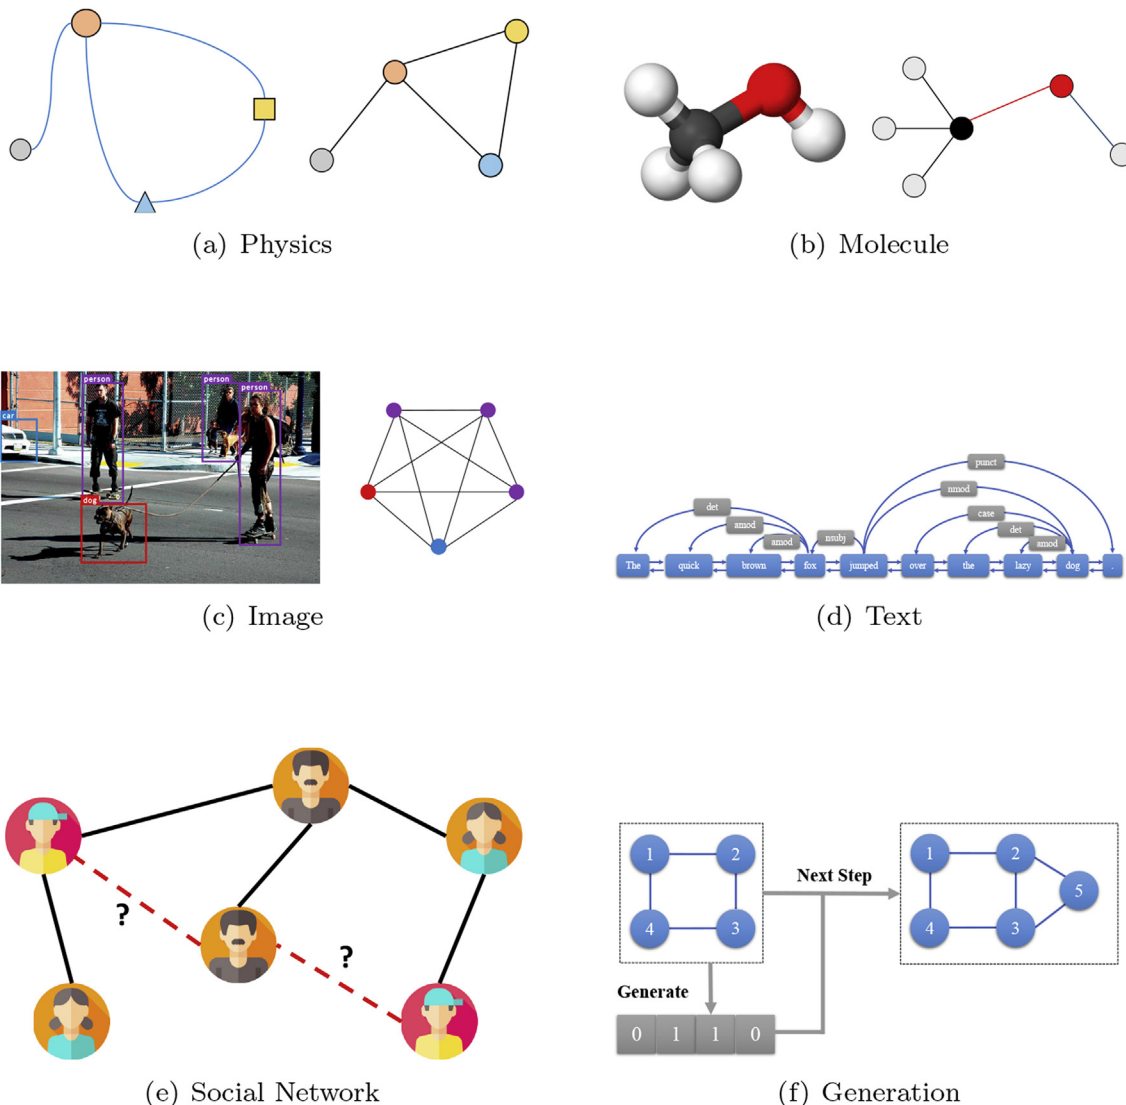 (a) Physics
(b) Molecule
person
person
person
car
dog
(c) Image
punct
nmod
det
case
amod
det
amod
nsubj
amod
The quick brown fox jumped over the lazy dog .
(d) Text
?
?
(e) Social Network
1 2
4 3
Next Step
1 2
5
4 3
Generate
0 1 1 0
(f) Generation